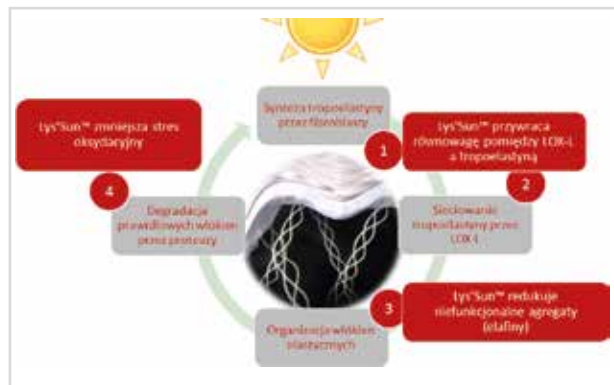 Synteza tropoelastyny
przez fibroblasty
Lys'Sun™ zmniejsza stres
oksydacyjny
4
1
Lys'Sun™ przywraca
równowagę pomiędzy LOX-L
a tropoelastyną
2
Degradacja
prawidłowych włókien
przez proteazy
Sieciowanie
tropoelastyny przez
LOX-L
3
Lys'Sun™ redukuje
niefunkcjonalne agregaty
(elafiny)
Organizacja włókien
elastycznych